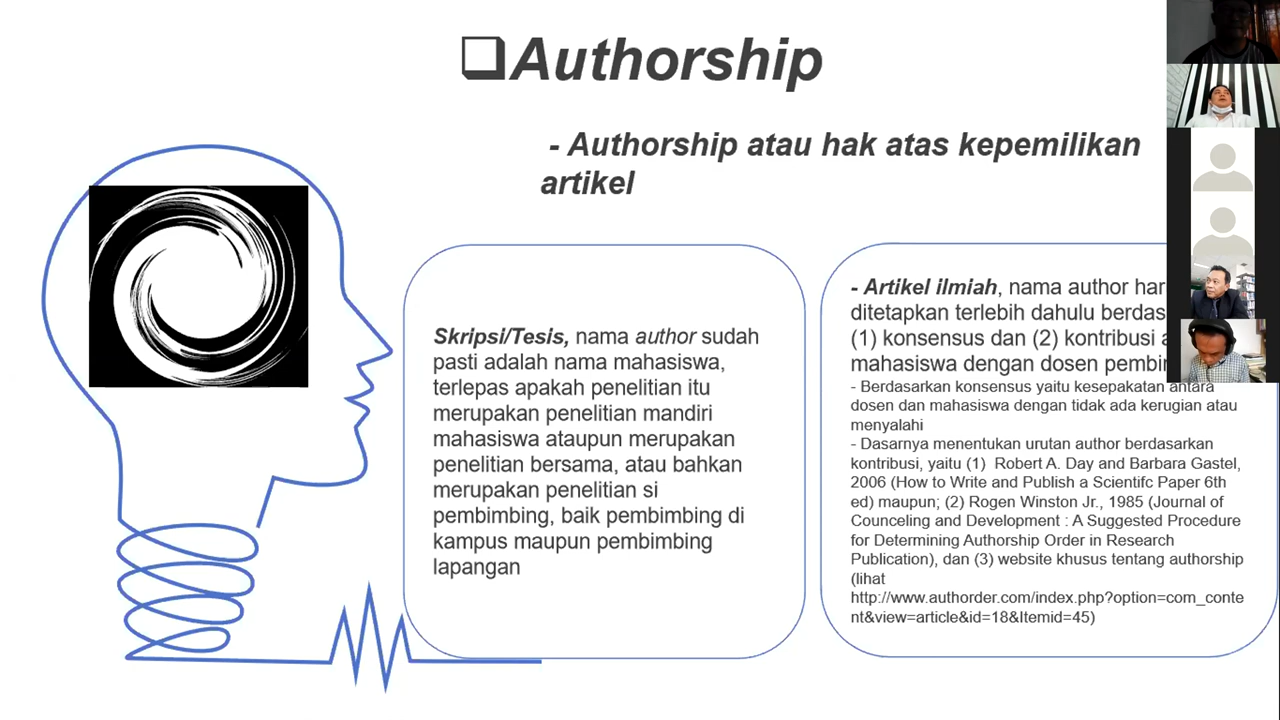 Authorship
- Authorship atau hak atas kepemilikan
artikel
Skripsi/Tesis, nama author sudah
pasti adalah nama mahasiswa,
terlepas apakah penelitian itu
merupakan penelitian mandiri
mahasiswa ataupun merupakan
penelitian bersama, atau bahkan
merupakan penelitian si
pembimbing, baik pembimbing di
kampus maupun pembimbing
lapangan
- Artikel ilmiah, nama author har
ditetapkan terlebih dahulu berdas
(1) konsensus dan (2) kontribusi a
mahasiswa dengan dosen pembin
- Berdasarkan konsensus yaitu kesepakatan antara
dosen dan mahasiswa dengan tidak ada kerugian atau
menyalahi
- Dasarnya menentukan urutan author berdasarkan
kontribusi, yaitu (1) Robert A. Day and Barbara Gastel,
2006 (How to Write and Publish a Scientifc Paper 6th
ed) maupun; (2) Rogen Winston Jr., 1985 (Journal of
Counceling and Development : A Suggested Procedure
for Determining Authorship Order in Research
Publication), dan (3) website khusus tentang authorship
(lihat
http://www.authorder.com/index.php?option=com_conte
nt&view=article&id=18&Itemid=45)